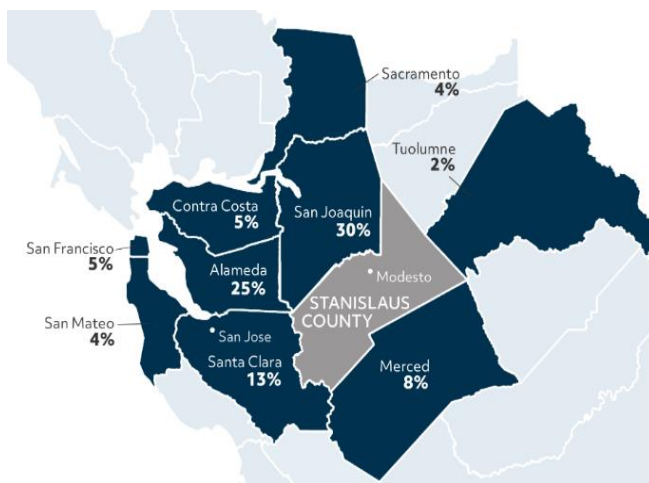 Sacramento
4%
Tuolumne
2%
Contra Costa
5%
San Joaquin
30%
San Francisco
5%
Alameda
25%
Modesto
STANISLAUS
COUNTY
San Mateo
4%
San Jose
Santa Clara
13%
Merced
8%